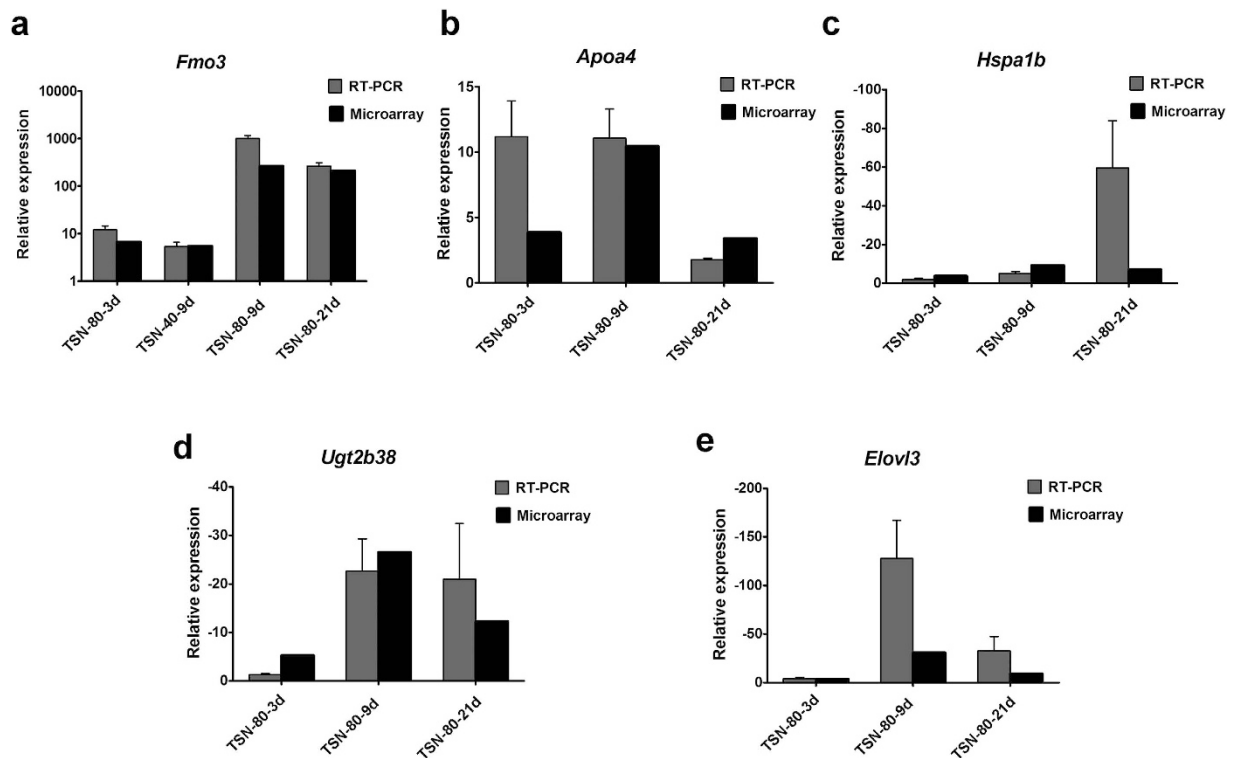 a
Fmo3
RT-PCR
Microarray
Relative expression
10000
1000
100
10
1
TSN-80-3d
TSN-40-9d
TSN-80-9d
TSN-80-21d
b
Apoa4
RT-PCR
Microarray
Relative expression
15
10
5
0
TSN-80-3d
TSN-80-9d
TSN-80-21d
c
Hspa1b
RT-PCR
Microarray
Relative expression
-100
-80
-60
-40
-20
0
TSN-80-3d
TSN-80-9d
TSN-80-21d
d
Ugt2b38
RT-PCR
Microarray
Relative expression
-40
-30
-20
-10
0
TSN-80-3d
TSN-80-9d
TSN-80-21d
e
Elovl3
RT-PCR
Microarray
Relative expression
-200
-150
-100
-50
0
TSN-80-3d
TSN-80-9d
TSN-80-21d